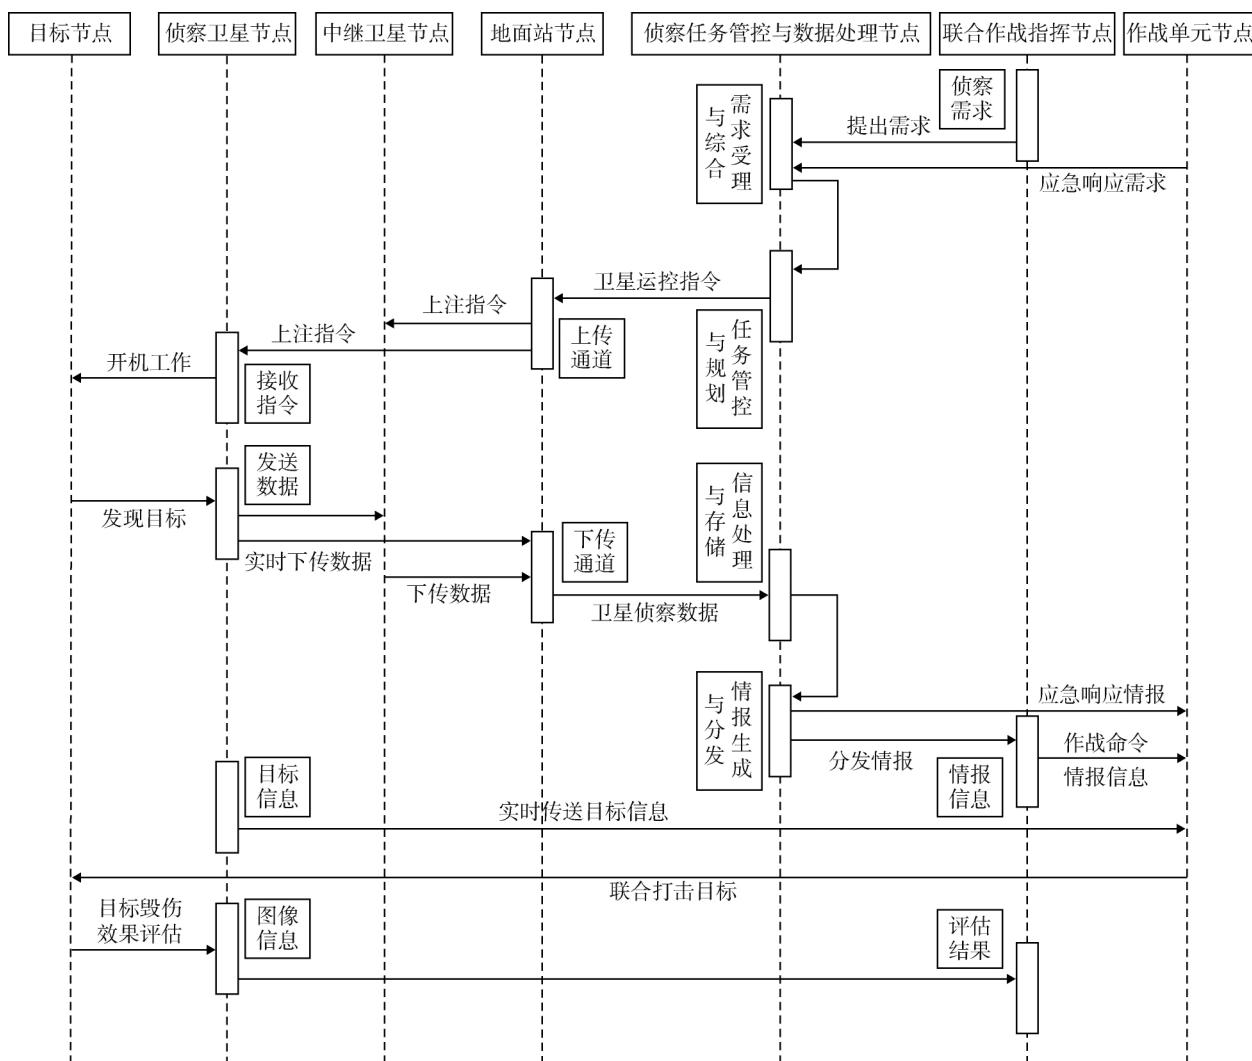 目标节点
侦察卫星节点
中继卫星节点
地面站节点
侦察任务管控与数据处理节点
联合作战指挥节点
作战单元节点
侦察
需求
需求受理
与综合
提出需求
应急响应需求
卫星运控指令
上注指令
上注指令
开机工作
上传
通道
任务管控
与规划
接收
指令
发送
数据
发现目标
实时下传数据
下传数据
下传
通道
信息处理
与存储
卫星侦察数据
情报生成
与分发
应急响应情报
分发情报
作战命令
情报信息
情报
信息
目标
信息
实时传送目标信息
联合打击目标
目标毁伤
效果评估
图像
信息
评估
结果